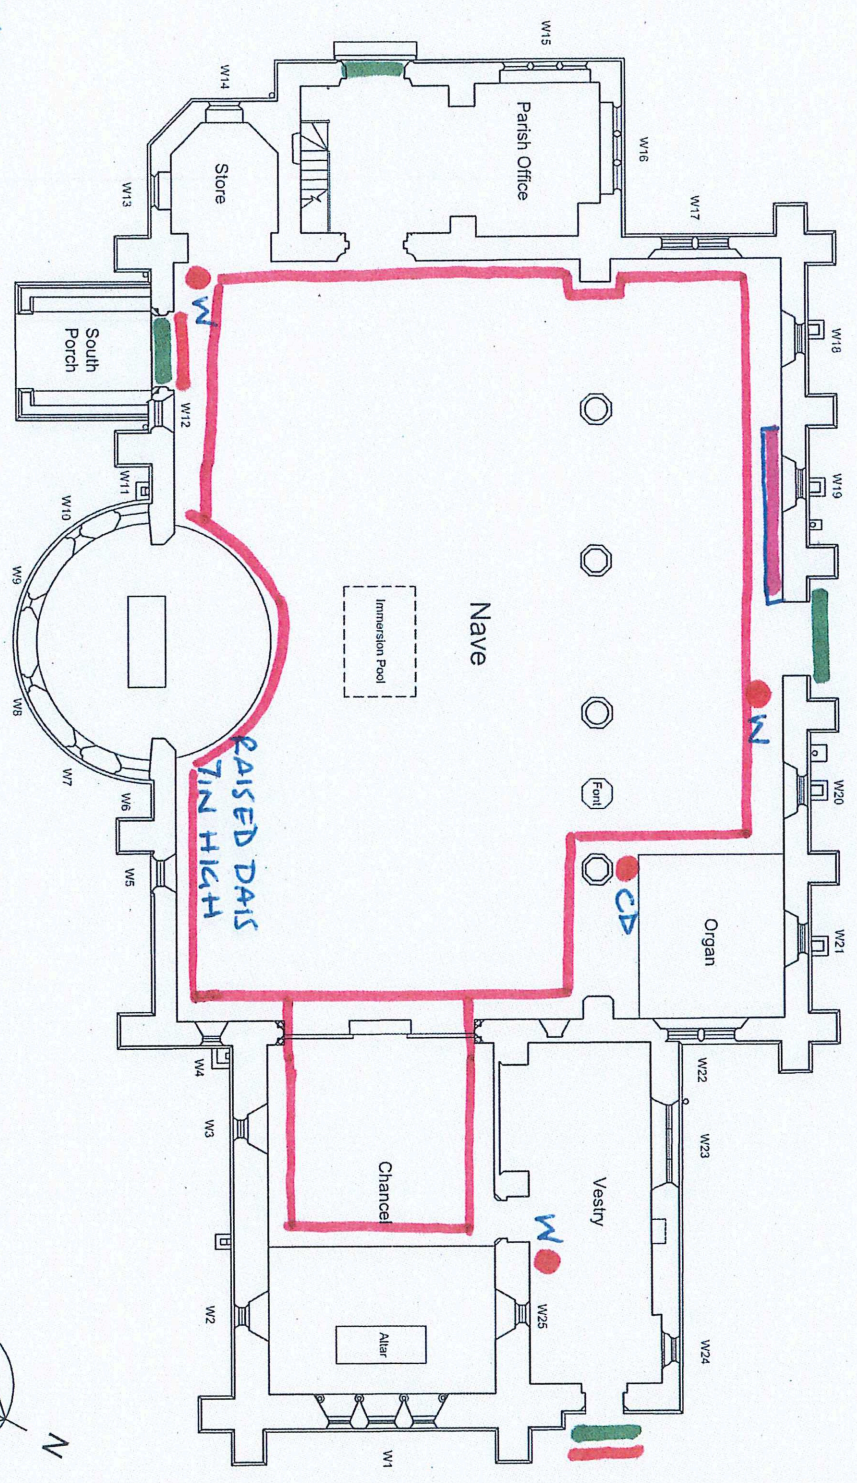 W15
W14
W16
Parish Office
Store
W13
W17
W
South
Porch
W12
W18
W11
W19
W10
W9
Immersion Pool
Nave
W8
W7
W6
W
RAISED DAIS
7IN HIGH
Font
W20
W5
CD
Organ
W21
W4
W22
W3
W23
Chancel
Vestry
W
W2
Altar
W25
W24
W1
N